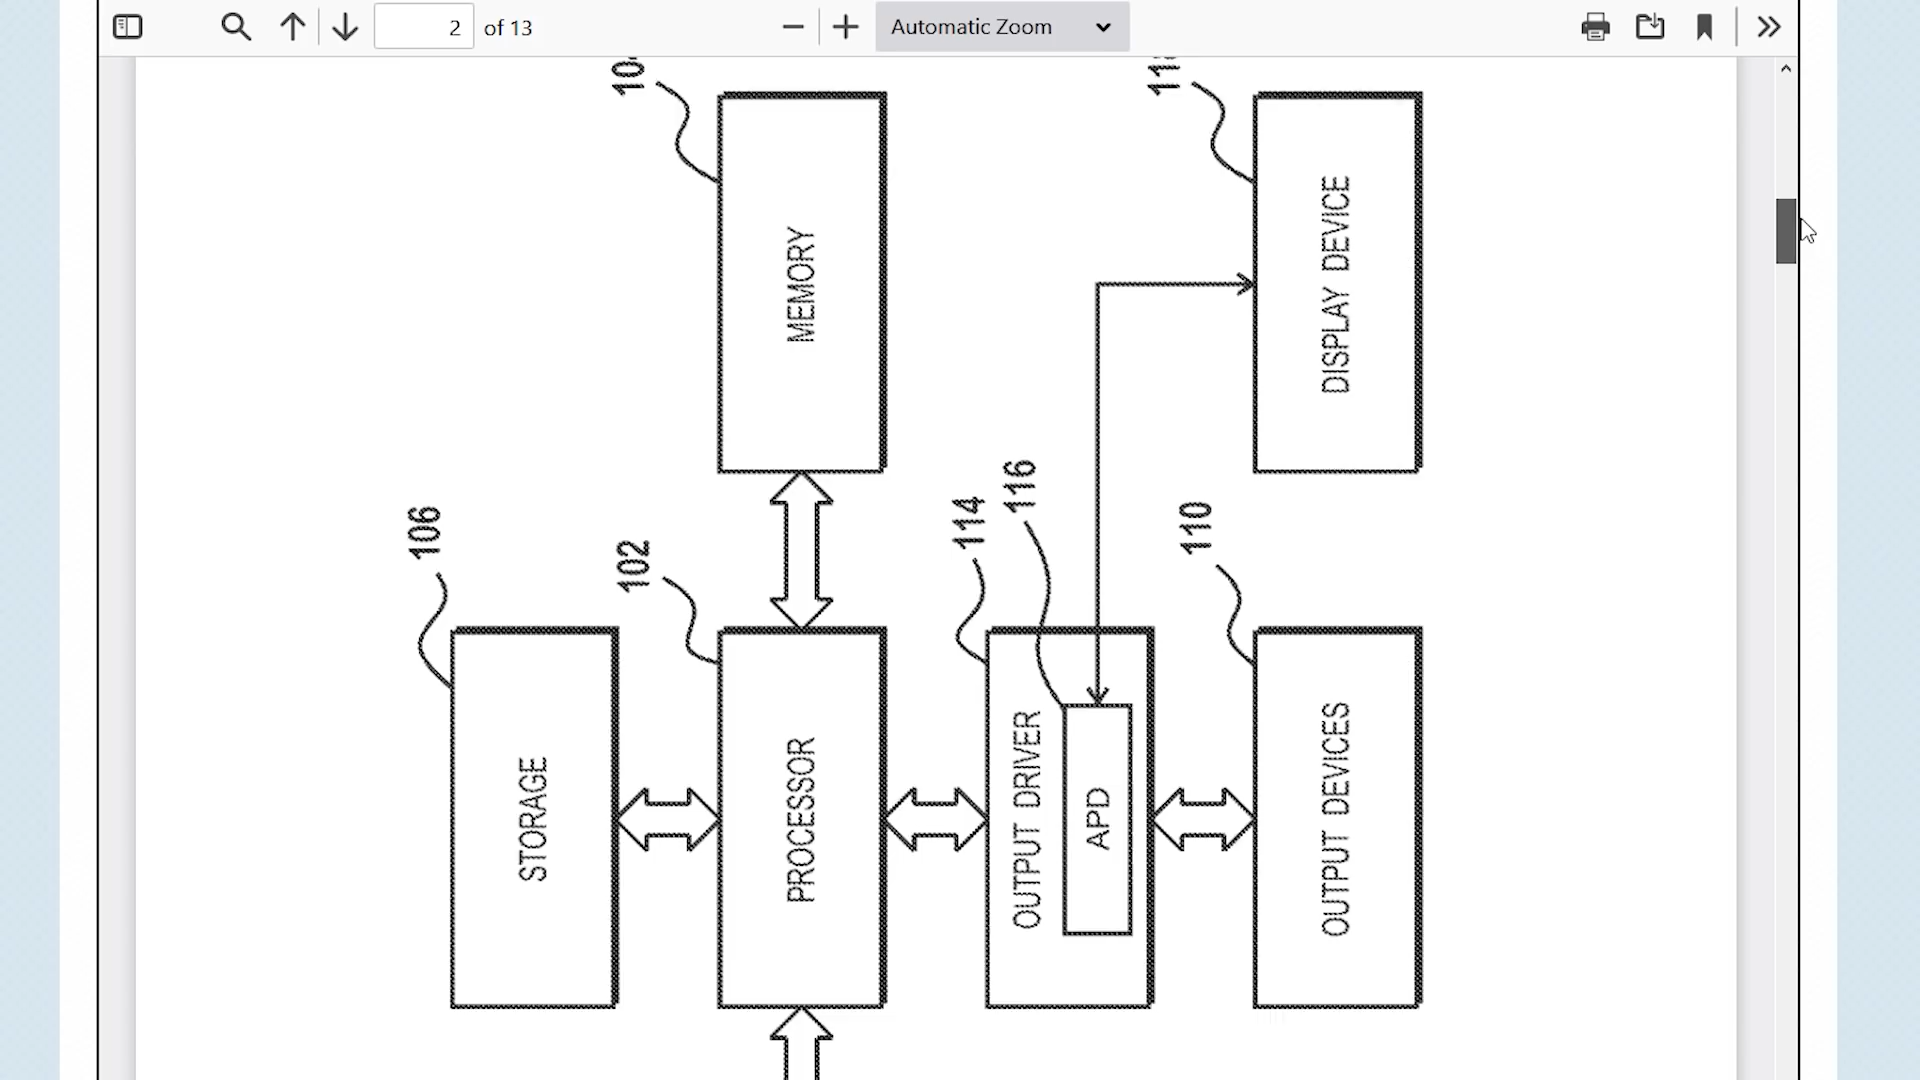 2 of 13
Automatic Zoom
106
STORAGE
102
PROCESSOR
MEMORY
114
116
OUTPUT DRIVER
APD
110
OUTPUT DEVICES
DISPLAY DEVICE